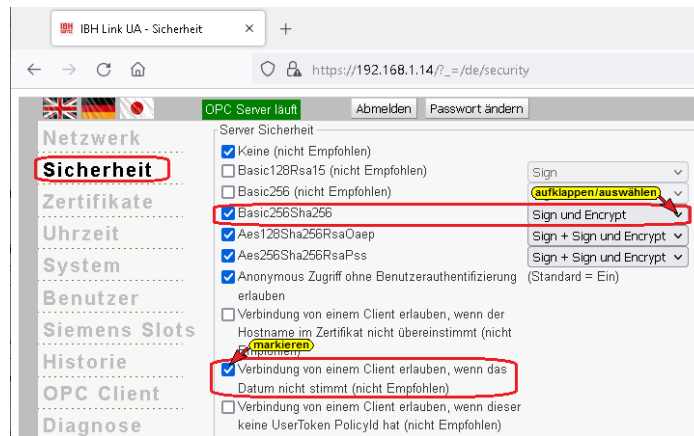 IBH Link UA - Sicherheit
https://192.168.1.14/?_=/de/security
OPC Server läuft
Abmelden
Passwort ändern
Netzwerk
Sicherheit
Zertifikate
Uhrzeit
System
Benutzer
Siemens Slots
Historie
OPC Client
Diagnose
Server Sicherheit
Keine (nicht Empfohlen)
Basic128Rsa15 (nicht Empfohlen)
Sign
Basic256 (nicht Empfohlen)
aufklappen/auswählen
Basic256Sha256
Sign und Encrypt
Aes128Sha256RsaOaep
Sign + Sign und Encrypt
Aes256Sha256RsaPss
Sign + Sign und Encrypt
Anonymous Zugriff ohne Benutzerauthentifizierung
(Standard = Ein)
erlauben
Verbindung von einem Client erlauben, wenn der
Hostname im Zertifikat nicht übereinstimmt (nicht
markieren
Verbindung von einem Client erlauben, wenn das
Datum nicht stimmt (nicht Empfohlen)
Verbindung von einem Client erlauben, wenn dieser
keine UserToken PolicyId hat (nicht Empfohlen)